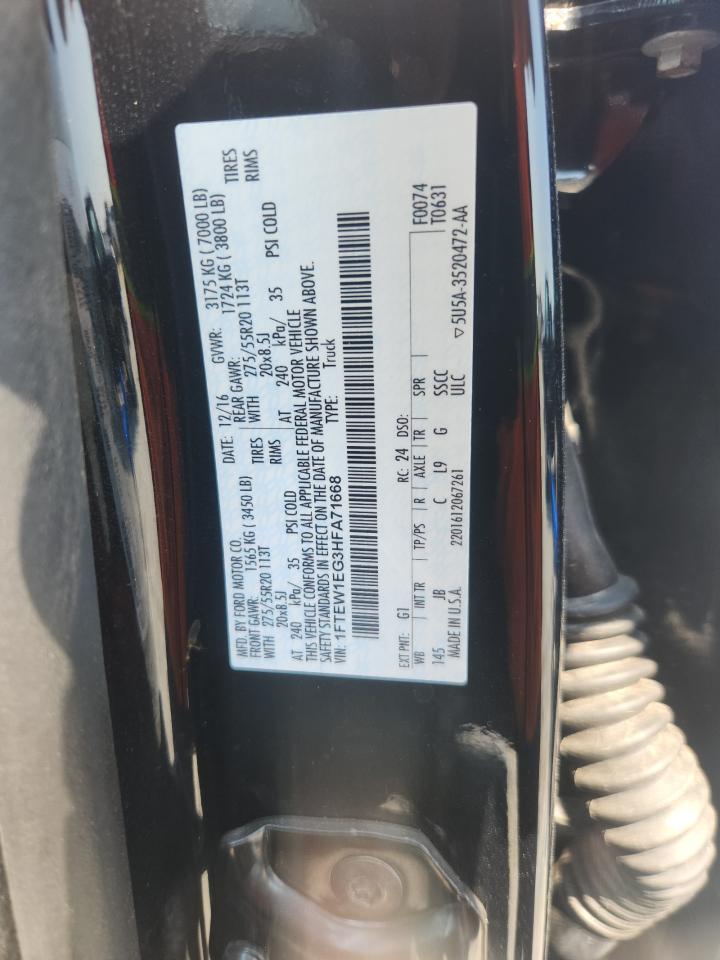 MFD. BY FORD MOTOR CO.
DATE: 12/16 GVWR: 3175 KG ( 7000 LB)
FRONT GAWR: 1565 KG ( 3450 LB) REAR GAWR: 1724 KG ( 3800 LB)
WITH 275/55R20 113T TIRES WITH 275/55R20 113T TIRES
20x8.5J RIMS 20x8.5J RIMS
AT 240 kPa/ 35 PSI COLD AT 240 kPa/ 35 PSI COLD
THIS VEHICLE CONFORMS TO ALL APPLICABLE FEDERAL MOTOR VEHICLE
SAFETY STANDARDS IN EFFECT ON THE DATE OF MANUFACTURE SHOWN ABOVE.
VIN: 1FTEW1EG3HFA71668 TYPE: Truck
F0074
EXT PNT: G1 RC: 24 DSO: T0631
WB INT TR TP/PS R AXLE TR SPR
145 JB C L9 G SSCC
MADE IN U.S.A. 2201612067261 ULC
▽5U5A-3520472-AA